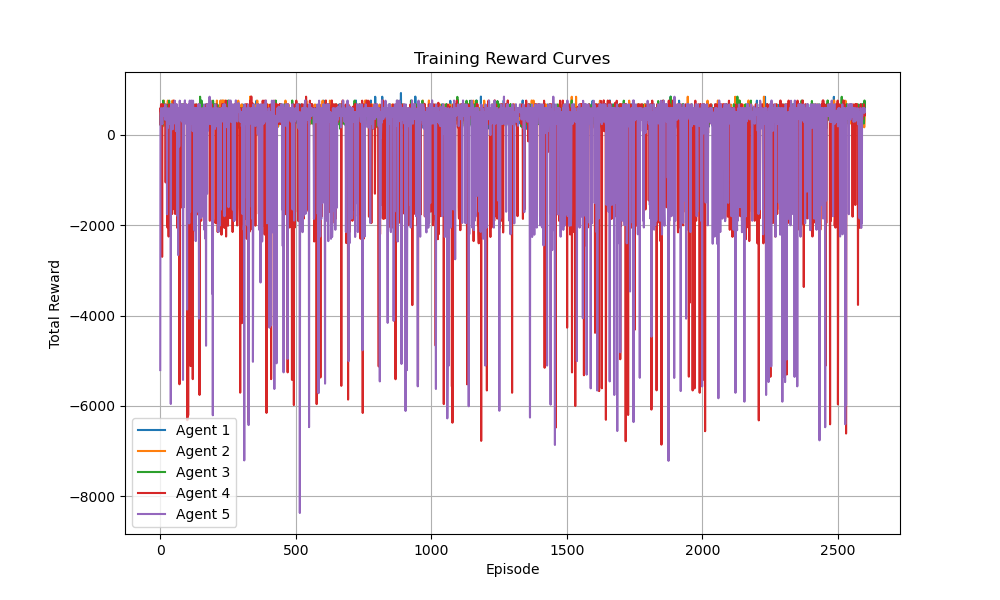 Training Reward Curves
Total Reward
0
−2000
−4000
−6000
−8000
Agent 1
Agent 2
Agent 3
Agent 4
Agent 5
0 500 1000 1500 2000 2500
Episode